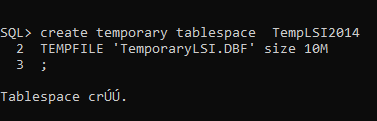 SQL> create temporary tablespace  TempLSI2014
  2  TEMPFILE 'TemporaryLSI.DBF' size 10M
  3  ;
Tablespace crÚÚ.